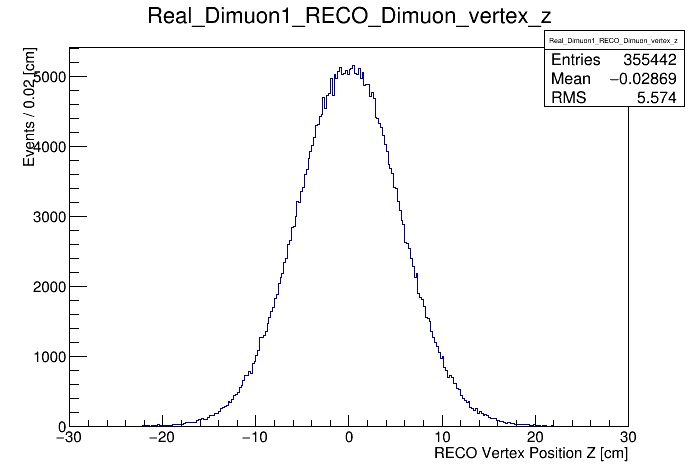 Real_Dimuon1_RECO_Dimuon_vertex_z
Real_Dimuon1_RECO_Dimuon_vertex_z
Entries 355442
Mean −0.02869
RMS 5.574
Events / 0.02 [cm]
5000
4000
3000
2000
1000
0
−30 −20 −10 0 10 20 30
RECO Vertex Position Z [cm]